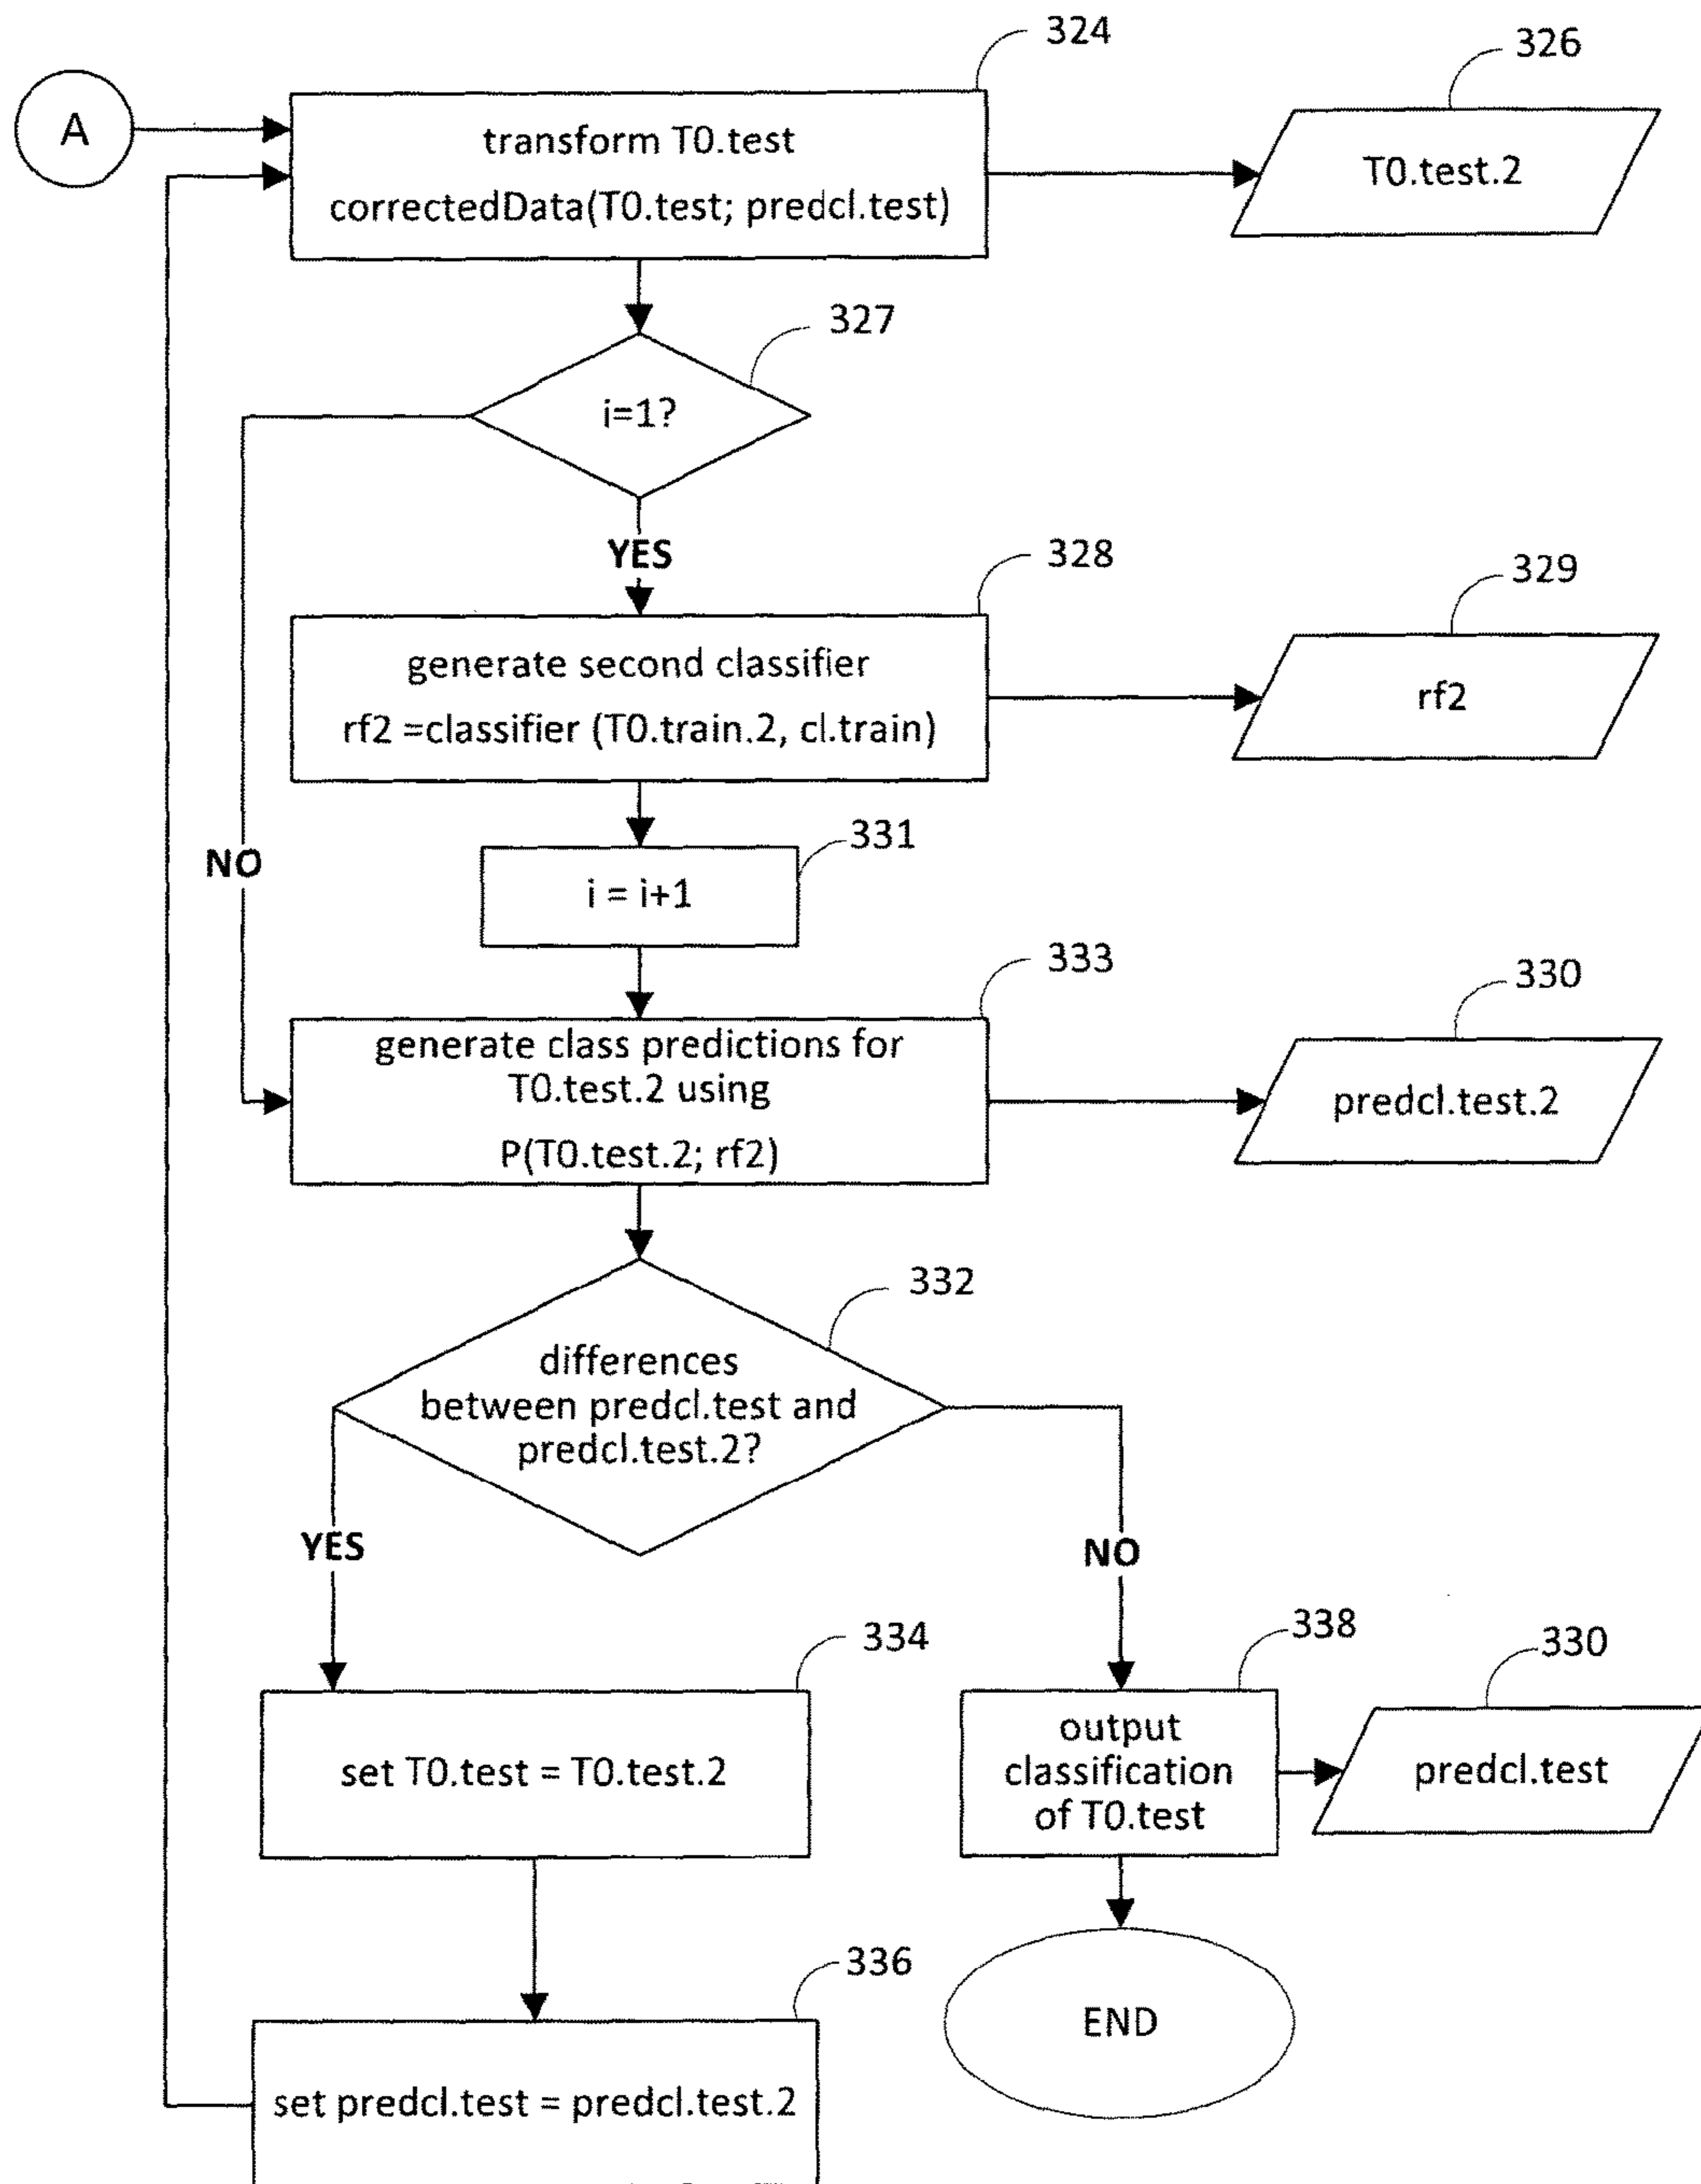 324
326
A
transform T0.test
correctedData(T0.test; predcl.test)
T0.test.2
327
i=1?
YES
328
329
generate second classifier
rf2 =classifier (T0.train.2, cl.train)
rf2
331
NO
i = i+1
333
330
generate class predictions for
T0.test.2 using
P(T0.test.2; rf2)
predcl.test.2
332
differences
between predcl.test and
predcl.test.2?
YES
NO
334
338
330
set T0.test = T0.test.2
output
classification
of T0.test
predcl.test
336
END
set predcl.test = predcl.test.2